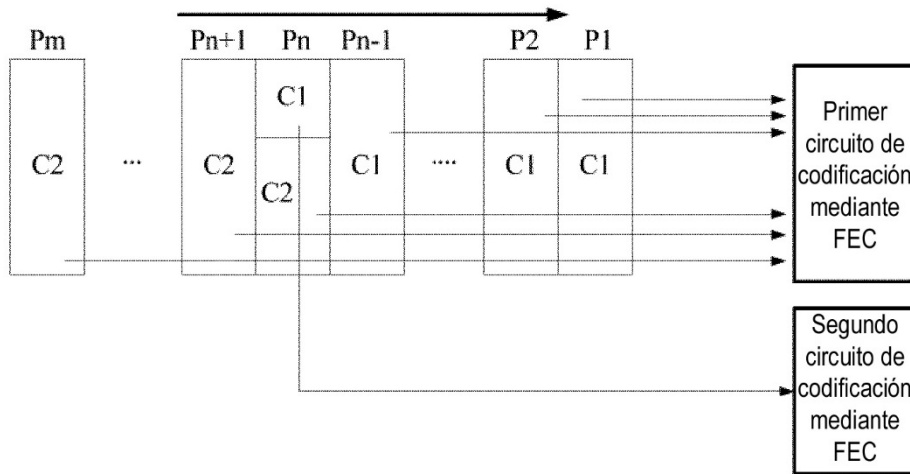 Pm Pn+1 Pn Pn-1 P2 P1
C1
C2 ... C2 C2 C1 .... C1 C1
Primer
circuito de
codificación
mediante
FEC
Segundo
circuito de
codificación
mediante
FEC